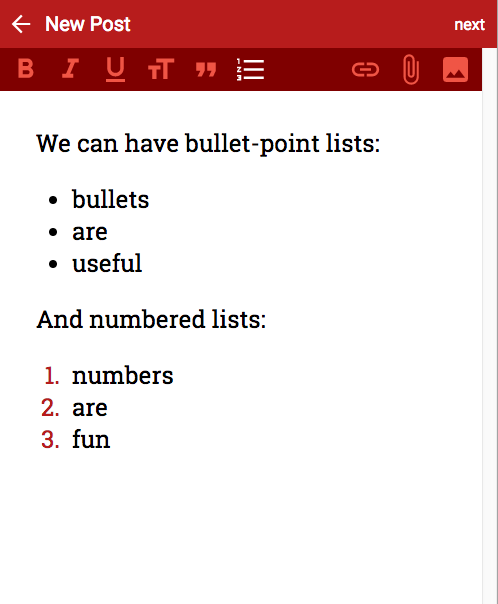 New Post
next
We can have bullet-point lists:
• bullets
• are
• useful
And numbered lists:
1. numbers
2. are
3. fun